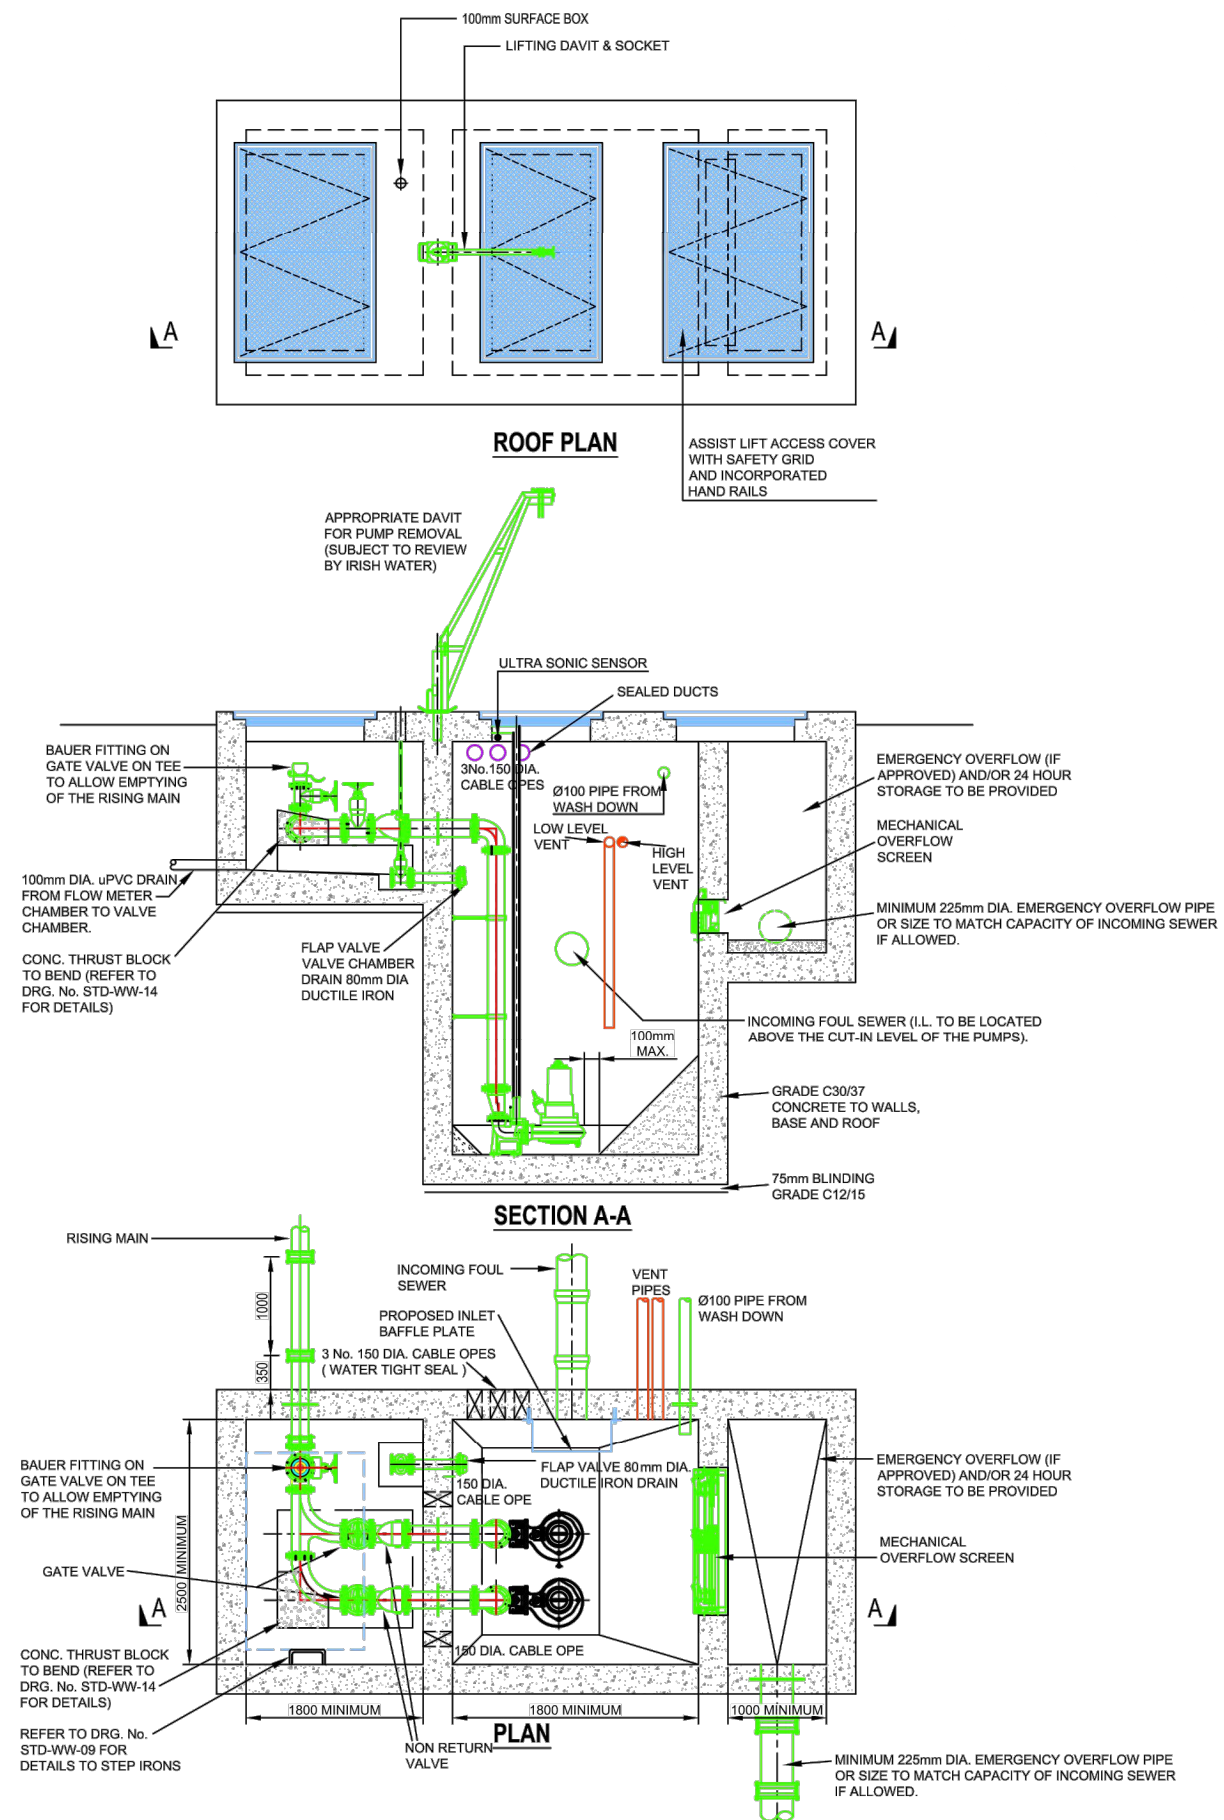 100mm SURFACE BOX
LIFTING DAVIT & SOCKET
A
A
ROOF PLAN
ASSIST LIFT ACCESS COVER
WITH SAFETY GRID
AND INCORPORATED
HAND RAILS
APPROPRIATE DAVIT
FOR PUMP REMOVAL
(SUBJECT TO REVIEW
BY IRISH WATER)
ULTRA SONIC SENSOR
SEALED DUCTS
BAUER FITTING ON
GATE VALVE ON TEE
TO ALLOW EMPTYING
OF THE RISING MAIN
3No.150 DIA.
CABLE OPES
Ø100 PIPE FROM
WASH DOWN
EMERGENCY OVERFLOW (IF
APPROVED) AND/OR 24 HOUR
STORAGE TO BE PROVIDED
LOW LEVEL
VENT
HIGH
LEVEL
VENT
MECHANICAL
OVERFLOW
SCREEN
100mm DIA. uPVC DRAIN
FROM FLOW METER
CHAMBER TO VALVE
CHAMBER.
MINIMUM 225mm DIA. EMERGENCY OVERFLOW PIPE
OR SIZE TO MATCH CAPACITY OF INCOMING SEWER
IF ALLOWED.
FLAP VALVE
VALVE CHAMBER
DRAIN 80mm DIA
DUCTILE IRON
CONC. THRUST BLOCK
TO BEND (REFER TO
DRG. No. STD-WW-14
FOR DETAILS)
INCOMING FOUL SEWER (I.L. TO BE LOCATED
ABOVE THE CUT-IN LEVEL OF THE PUMPS).
100mm
MAX.
GRADE C30/37
CONCRETE TO WALLS,
BASE AND ROOF
75mm BLINDING
GRADE C12/15
SECTION A-A
RISING MAIN
INCOMING FOUL
SEWER
VENT
PIPES
Ø100 PIPE FROM
WASH DOWN
1000
PROPOSED INLET
BAFFLE PLATE
350
3 No. 150 DIA. CABLE OPES
( WATER TIGHT SEAL )
BAUER FITTING ON
GATE VALVE ON TEE
TO ALLOW EMPTYING
OF THE RISING MAIN
FLAP VALVE 80mm DIA.
DUCTILE IRON DRAIN
150 DIA.
CABLE OPE
EMERGENCY OVERFLOW (IF
APPROVED) AND/OR 24 HOUR
STORAGE TO BE PROVIDED
2500 MINIMUM
MECHANICAL
OVERFLOW SCREEN
GATE VALVE
A
A
150 DIA. CABLE OPE
CONC. THRUST BLOCK
TO BEND (REFER TO
DRG. No. STD-WW-14
FOR DETAILS)
1800 MINIMUM
1800 MINIMUM
1000 MINIMUM
PLAN
REFER TO DRG. No.
STD-WW-09 FOR
DETAILS TO STEP IRONS
NON RETURN
VALVE
MINIMUM 225mm DIA. EMERGENCY OVERFLOW PIPE
OR SIZE TO MATCH CAPACITY OF INCOMING SEWER
IF ALLOWED.